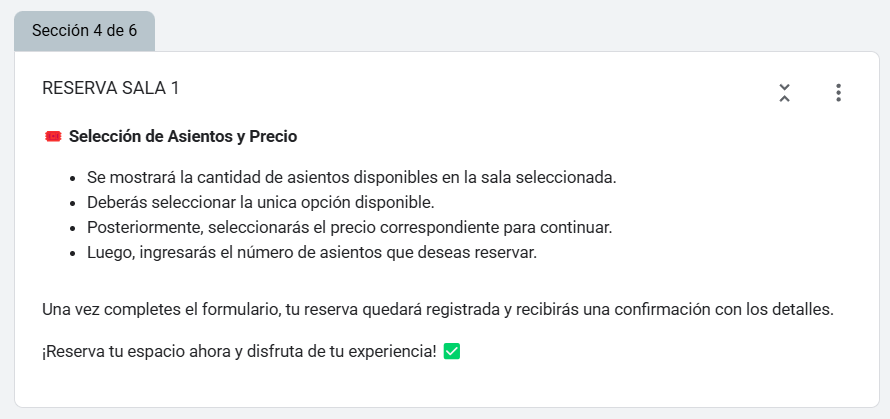 Sección 4 de 6
RESERVA SALA 1
🎟️ Selección de Asientos y Precio
• Se mostrará la cantidad de asientos disponibles en la sala seleccionada.
• Deberás seleccionar la unica opción disponible.
• Posteriormente, seleccionarás el precio correspondiente para continuar.
• Luego, ingresarás el número de asientos que deseas reservar.
Una vez completes el formulario, tu reserva quedará registrada y recibirás una confirmación con los detalles.
¡Reserva tu espacio ahora y disfruta de tu experiencia! ✅